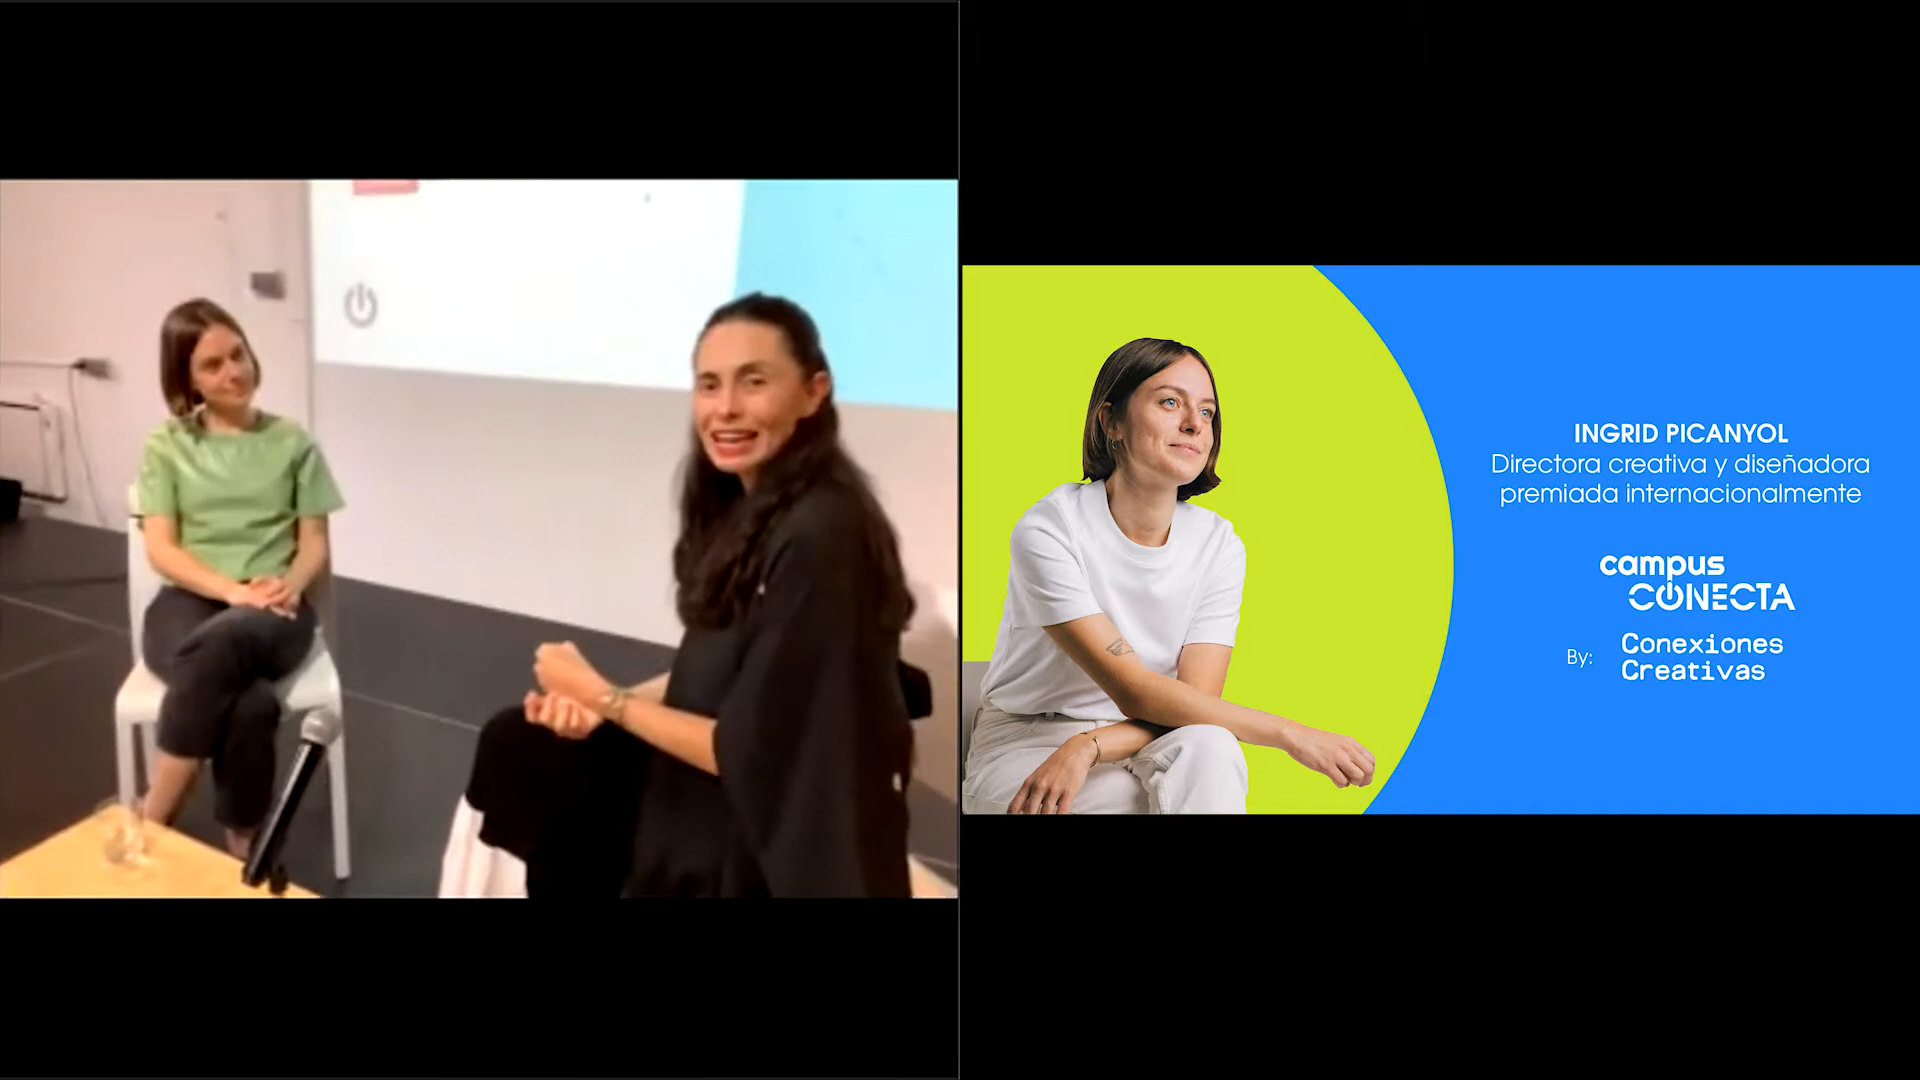 INGRID PICANYOL
Directora creativa y diseñadora
premiada internacionalmente
campus
CONECTA
By:
Conexiones
Creativas